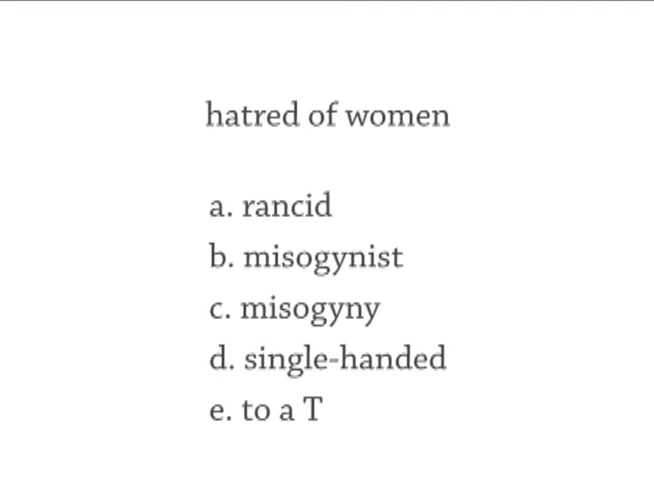 hatred of women
a. rancid
b. misogynist
c. misogyny
d. single-handed
e. to a T